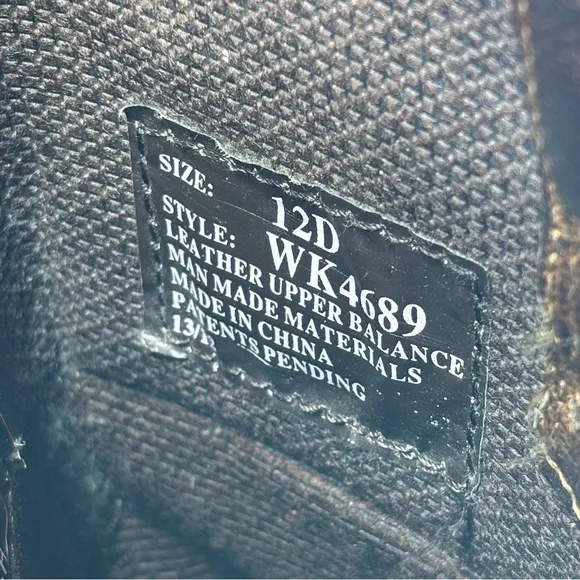 SIZE: 12D
STYLE: WK4689
LEATHER UPPER BALANCE
MAN MADE MATERIALS
MADE IN CHINA
PATENTS PENDING